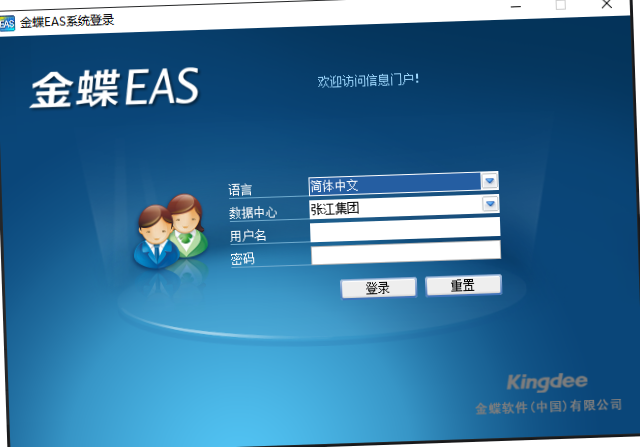 EAS 金蝶EAS系统登录
金蝶EAS
欢迎访问信息门户!
语言 简体中文
数据中心 张江集团
用户名
密码
登录 重置
Kingdee
金蝶软件(中国)有限公司